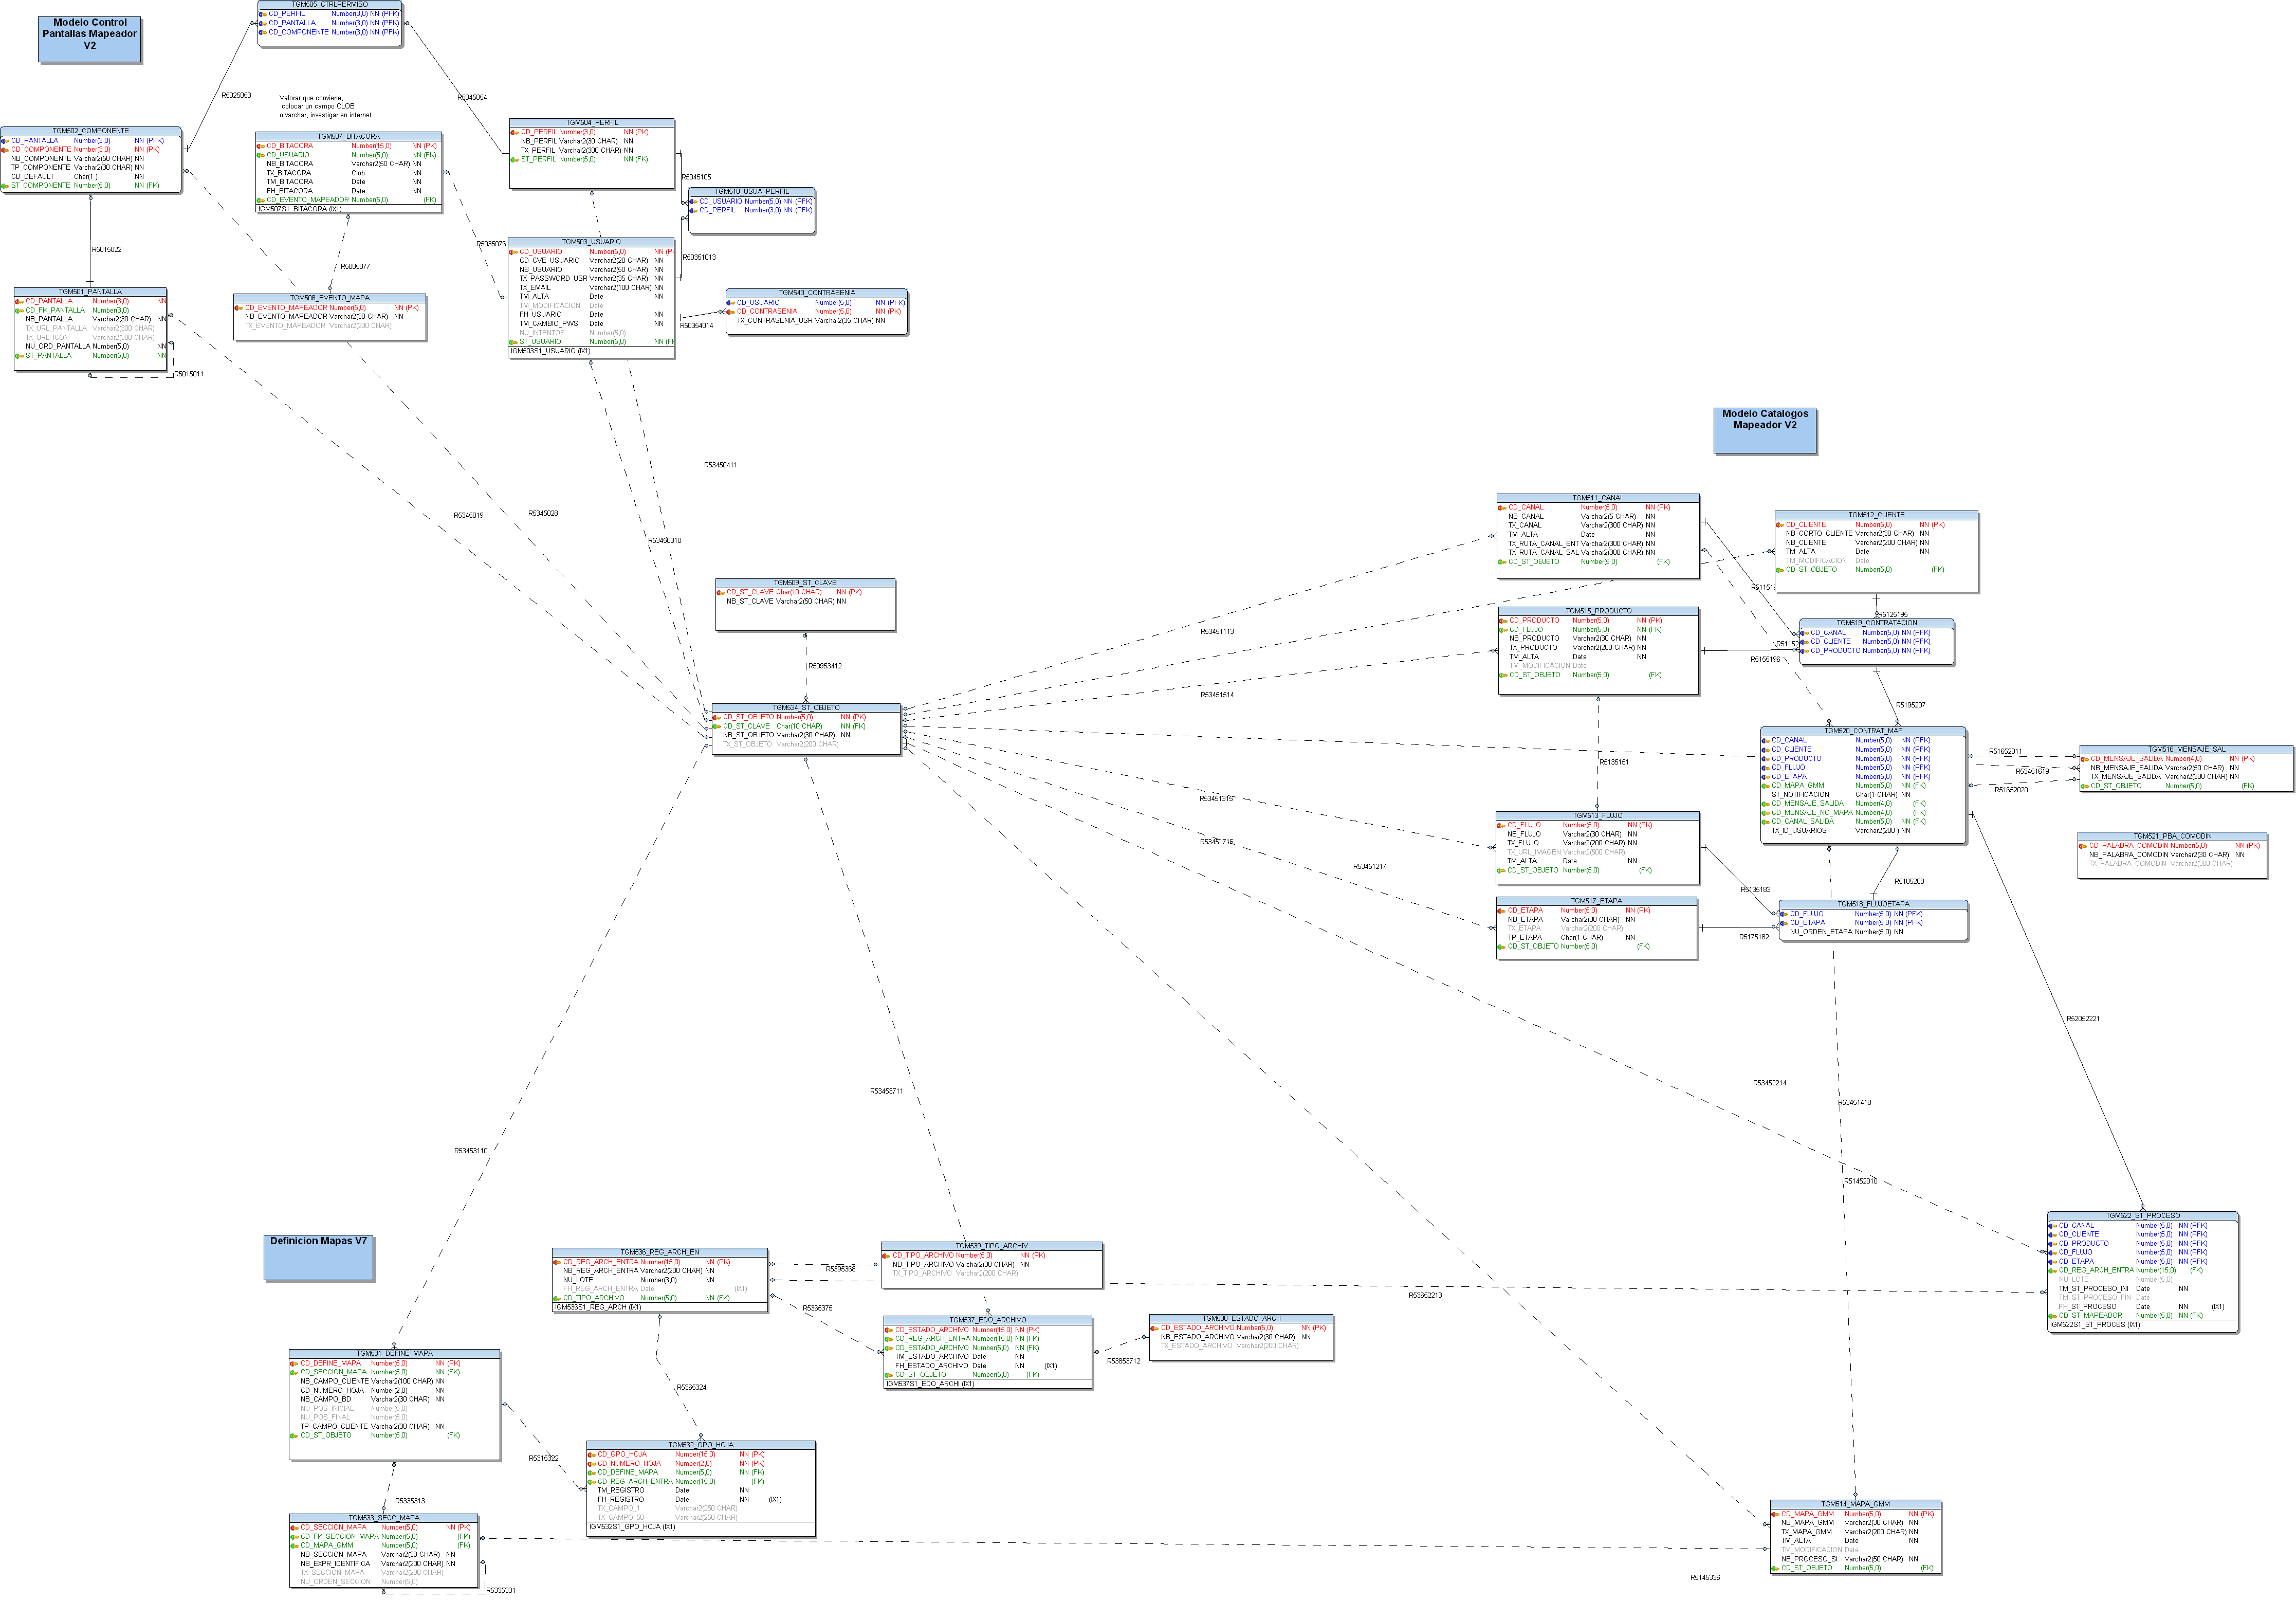 Modelo Control
Pantallas Mapeador
V2
TGM505_CTRLPERMISO
CD_PERFIL Number(3,0) NN (PFK)
CD_PANTALLA Number(3,0) NN (PFK)
CD_COMPONENTE Number(3,0) NN (PFK)
R5025053
R5045054
Valorar que conviene,
colocar un campo CLOB,
o varchar, investigar en internet.
TGM502_COMPONENTE
CD_PANTALLA Number(3,0) NN (PFK)
CD_COMPONENTE Number(3,0) NN (PK)
NB_COMPONENTE Varchar2(50 CHAR) NN
TP_COMPONENTE Varchar2(30 CHAR) NN
CD_DEFAULT Char(1 ) NN
ST_COMPONENTE Number(5,0) NN (FK)
TGM507_BITACORA
CD_BITACORA Number(15,0) NN (PK)
CD_USUARIO Number(5,0) NN (FK)
NB_BITACORA Varchar2(50 CHAR) NN
TX_BITACORA Clob NN
TM_BITACORA Date NN
FH_BITACORA Date NN
CD_EVENTO_MAPEADOR Number(5,0) (FK)
IGM507S1_BITACORA (IX1)
TGM504_PERFIL
CD_PERFIL Number(3,0) NN (PK)
NB_PERFIL Varchar2(30 CHAR) NN
TX_PERFIL Varchar2(300 CHAR) NN
ST_PERFIL Number(5,0) NN (FK)
R5045105
TGM510_USUA_PERFIL
CD_USUARIO Number(5,0) NN (PFK)
CD_PERFIL Number(3,0) NN (PFK)
R5015022
R5085077
R5035076
R50351013
TGM503_USUARIO
CD_USUARIO Number(5,0) NN (P
CD_CVE_USUARIO Varchar2(20 CHAR) NN
NB_USUARIO Varchar2(60 CHAR) NN
TX_PASSWORD_USR Varchar2(35 CHAR) NN
TX_EMAIL Varchar2(100 CHAR) NN
TM_ALTA Date NN
TM_MODIFICACION Date
FH_USUARIO Date NN
TM_CAMBIO_PWS Date NN
NU_INTENTOS Number(5,0)
ST_USUARIO Number(5,0) NN (F
IGM503S1_USUARIO (IX1)
TGM501_PANTALLA
CD_PANTALLA Number(3,0) NN
CD_FK_PANTALLA Number(3,0)
NB_PANTALLA Varchar2(30 CHAR) NN
TX_URL_PANTALLA Varchar2(300 CHAR)
TX_URL_ICON Varchar2(300 CHAR)
NU_ORD_PANTALLA Number(5,0) NN
ST_PANTALLA Number(5,0) NN
R5015011
TGM508_EVENTO_MAPA
CD_EVENTO_MAPEADOR Number(5,0) NN (PK)
NB_EVENTO_MAPEADOR Varchar2(30 CHAR) NN
TX_EVENTO_MAPEADOR Varchar2(200 CHAR)
TGM540_CONTRASENIA
CD_USUARIO Number(5,0) NN (PFK)
CD_CONTRASENIA Number(5,0) NN (PK)
TX_CONTRASENIA_USR Varchar2(35 CHAR) NN
R50354014
R53450411
R5345019
R5345028
R53450310
Modelo Catalogos
Mapeador V2
TGM509_ST_CLAVE
CD_ST_CLAVE Char(10 CHAR) NN (PK)
NB_ST_CLAVE Varchar2(50 CHAR) NN
R50953412
TGM534_ST_OBJETO
CD_ST_OBJETO Number(5,0) NN (PK)
CD_ST_CLAVE Char(10 CHAR) NN (FK)
NB_ST_OBJETO Varchar2(30 CHAR) NN
TX_ST_OBJETO Varchar2(200 CHAR)
TGM511_CANAL
CD_CANAL Number(5,0) NN (PK)
NB_CANAL Varchar2(5 CHAR) NN
TX_CANAL Varchar2(300 CHAR) NN
TM_ALTA Date NN
TX_RUTA_CANAL_ENT Varchar2(300 CHAR) NN
TX_RUTA_CANAL_SAL Varchar2(300 CHAR) NN
CD_ST_OBJETO Number(5,0) (FK)
TGM512_CLIENTE
CD_CLIENTE Number(5,0) NN (PK)
NB_CORTO_CLIENTE Varchar2(30 CHAR) NN
NB_CLIENTE Varchar2(200 CHAR) NN
TM_ALTA Date NN
TM_MODIFICACION Date
CD_ST_OBJETO Number(5,0) (FK)
R511519
R5125195
TGM515_PRODUCTO
CD_PRODUCTO Number(5,0) NN (PK)
CD_FLUJO Number(5,0) NN (FK)
NB_PRODUCTO Varchar2(30 CHAR) NN
TX_PRODUCTO Varchar2(200 CHAR) NN
TM_ALTA Date NN
TM_MODIFICACION Date
CD_ST_OBJETO Number(5,0) (FK)
TGM519_CONTRATACION
CD_CANAL Number(5,0) NN (PFK)
CD_CLIENTE Number(5,0) NN (PFK)
CD_PRODUCTO Number(5,0) NN (PFK)
R51152
R5155196
R53451113
R53451514
R5195207
R5135151
TGM520_CONTRAT_MAP
CD_CANAL Number(5,0) NN (PFK)
CD_CLIENTE Number(5,0) NN (PFK)
CD_PRODUCTO Number(5,0) NN (PFK)
CD_FLUJO Number(5,0) NN (PFK)
CD_ETAPA Number(5,0) NN (PFK)
CD_MAPA_GMM Number(5,0) NN (FK)
ST_NOTIFICACION Char(1 CHAR) NN
CD_MENSAJE_SALIDA Number(4,0) (FK)
CD_MENSAJE_NO_MAPA Number(4,0) (FK)
CD_CANAL_SALIDA Number(5,0) NN (FK)
TX_ID_USUARIOS Varchar2(200 ) NN
R51652011
R53451619
R51652020
TGM516_MENSAJE_SAL
CD_MENSAJE_SALIDA Number(4,0) NN (PK)
NB_MENSAJE_SALIDA Varchar2(50 CHAR) NN
TX_MENSAJE_SALIDA Varchar2(300 CHAR) NN
CD_ST_OBJETO Number(5,0) (FK)
R53451315
R53451716
R53451217
TGM513_FLUJO
CD_FLUJO Number(5,0) NN (PK)
NB_FLUJO Varchar2(30 CHAR) NN
TX_FLUJO Varchar2(200 CHAR) NN
TX_URL_IMAGEN Varchar2(500 CHAR)
TM_ALTA Date NN
CD_ST_OBJETO Number(5,0) (FK)
TGM521_PBA_COMODIN
CD_PALABRA_COMODIN Number(5,0) NN (PK)
NB_PALABRA_COMODIN Varchar2(30 CHAR) NN
TX_PALABRA_COMODIN Varchar2(300 CHAR)
R5135183
R5185208
TGM517_ETAPA
CD_ETAPA Number(5,0) NN (PK)
NB_ETAPA Varchar2(30 CHAR) NN
TX_ETAPA Varchar2(200 CHAR)
TP_ETAPA Char(1 CHAR) NN
CD_ST_OBJETO Number(5,0) (FK)
TGM518_FLUJOETAPA
CD_FLUJO Number(5,0) NN (PFK)
CD_ETAPA Number(5,0) NN (PFK)
NU_ORDEN_ETAPA Number(5,0) NN
R5175182
R52052221
R53453711
R53452214
R53451418
R53453110
R51452010
Definicion Mapas V7
TGM536_REG_ARCH_EN
CD_REG_ARCH_ENTRA Number(15,0) NN (PK)
NB_REG_ARCH_ENTRA Varchar2(200 CHAR) NN
NU_LOTE Number(3,0) NN
FH_REG_ARCH_ENTRA Date (IX1)
CD_TIPO_ARCHIVO Number(5,0) NN (FK)
IGM536S1_REG_ARCH (IX1)
TGM539_TIPO_ARCHIV
CD_TIPO_ARCHIVO Number(5,0) NN (PK)
NB_TIPO_ARCHIVO Varchar2(30 CHAR) NN
TX_TIPO_ARCHIVO Varchar2(200 CHAR)
R5395368
R5365375
R53652213
TGM522_ST_PROCESO
CD_CANAL Number(5,0) NN (PFK)
CD_CLIENTE Number(5,0) NN (PFK)
CD_PRODUCTO Number(5,0) NN (PFK)
CD_FLUJO Number(5,0) NN (PFK)
CD_ETAPA Number(5,0) NN (PFK)
CD_REG_ARCH_ENTRA Number(15,0) (FK)
NU_LOTE Number(5,0)
TM_ST_PROCESO_INI Date NN
TM_ST_PROCESO_FIN Date
FH_ST_PROCESO Date NN (IX1)
CD_ST_MAPEADOR Number(5,0) NN (FK)
IGM522S1_ST_PROCES (IX1)
TGM537_EDO_ARCHIVO
CD_ESTADO_ARCHIVO Number(15,0) NN (PK)
CD_REG_ARCH_ENTRA Number(15,0) NN (FK)
CD_ESTADO_ARCHIVO Number(5,0) NN (FK)
TM_ESTADO_ARCHIVO Date NN
FH_ESTADO_ARCHIVO Date NN (IX1)
CD_ST_OBJETO Number(5,0) (FK)
IGM537S1_EDO_ARCHI (IX1)
TGM538_ESTADO_ARCH
CD_ESTADO_ARCHIVO Number(5,0) NN (PK)
NB_ESTADO_ARCHIVO Varchar2(30 CHAR) NN
TX_ESTADO_ARCHIVO Varchar2(200 CHAR)
R53853712
TGM531_DEFINE_MAPA
CD_DEFINE_MAPA Number(5,0) NN (PK)
CD_SECCION_MAPA Number(5,0) NN (FK)
NB_CAMPO_CLIENTE Varchar2(100 CHAR) NN
CD_NUMERO_HOJA Number(2,0) NN
NB_CAMPO_BD Varchar2(30 CHAR) NN
NU_POS_INICIAL Number(5,0)
NU_POS_FINAL Number(5,0)
TP_CAMPO_CLIENTE Varchar2(30 CHAR) NN
CD_ST_OBJETO Number(5,0) (FK)
R5365324
R5315322
TGM532_GPO_HOJA
CD_GPO_HOJA Number(15,0) NN (PK)
CD_NUMERO_HOJA Number(2,0) NN (PK)
CD_DEFINE_MAPA Number(5,0) NN (FK)
CD_REG_ARCH_ENTRA Number(15,0) (FK)
TM_REGISTRO Date NN
FH_REGISTRO Date NN (IX1)
TX_CAMPO_1 Varchar2(250 CHAR)
TX_CAMPO_50 Varchar2(250 CHAR)
IGM532S1_GPO_HOJA (IX1)
R5335313
TGM533_SECC_MAPA
CD_SECCION_MAPA Number(5,0) NN (PK)
CD_FK_SECCION_MAPA Number(5,0) (FK)
CD_MAPA_GMM Number(5,0) (FK)
NB_SECCION_MAPA Varchar2(30 CHAR) NN
NB_EXPR_IDENTIFICA Varchar2(200 CHAR) NN
TX_SECCION_MAPA Varchar2(200 CHAR)
NU_ORDEN_SECCION Number(5,0)
R5335331
TGM514_MAPA_GMM
CD_MAPA_GMM Number(5,0) NN (PK)
NB_MAPA_GMM Varchar2(30 CHAR) NN
TX_MAPA_GMM Varchar2(200 CHAR) NN
TM_ALTA Date NN
TM_MODIFICACION Date
NB_PROCESO_SI Varchar2(50 CHAR) NN
CD_ST_OBJETO Number(5,0) (FK)
R5145336